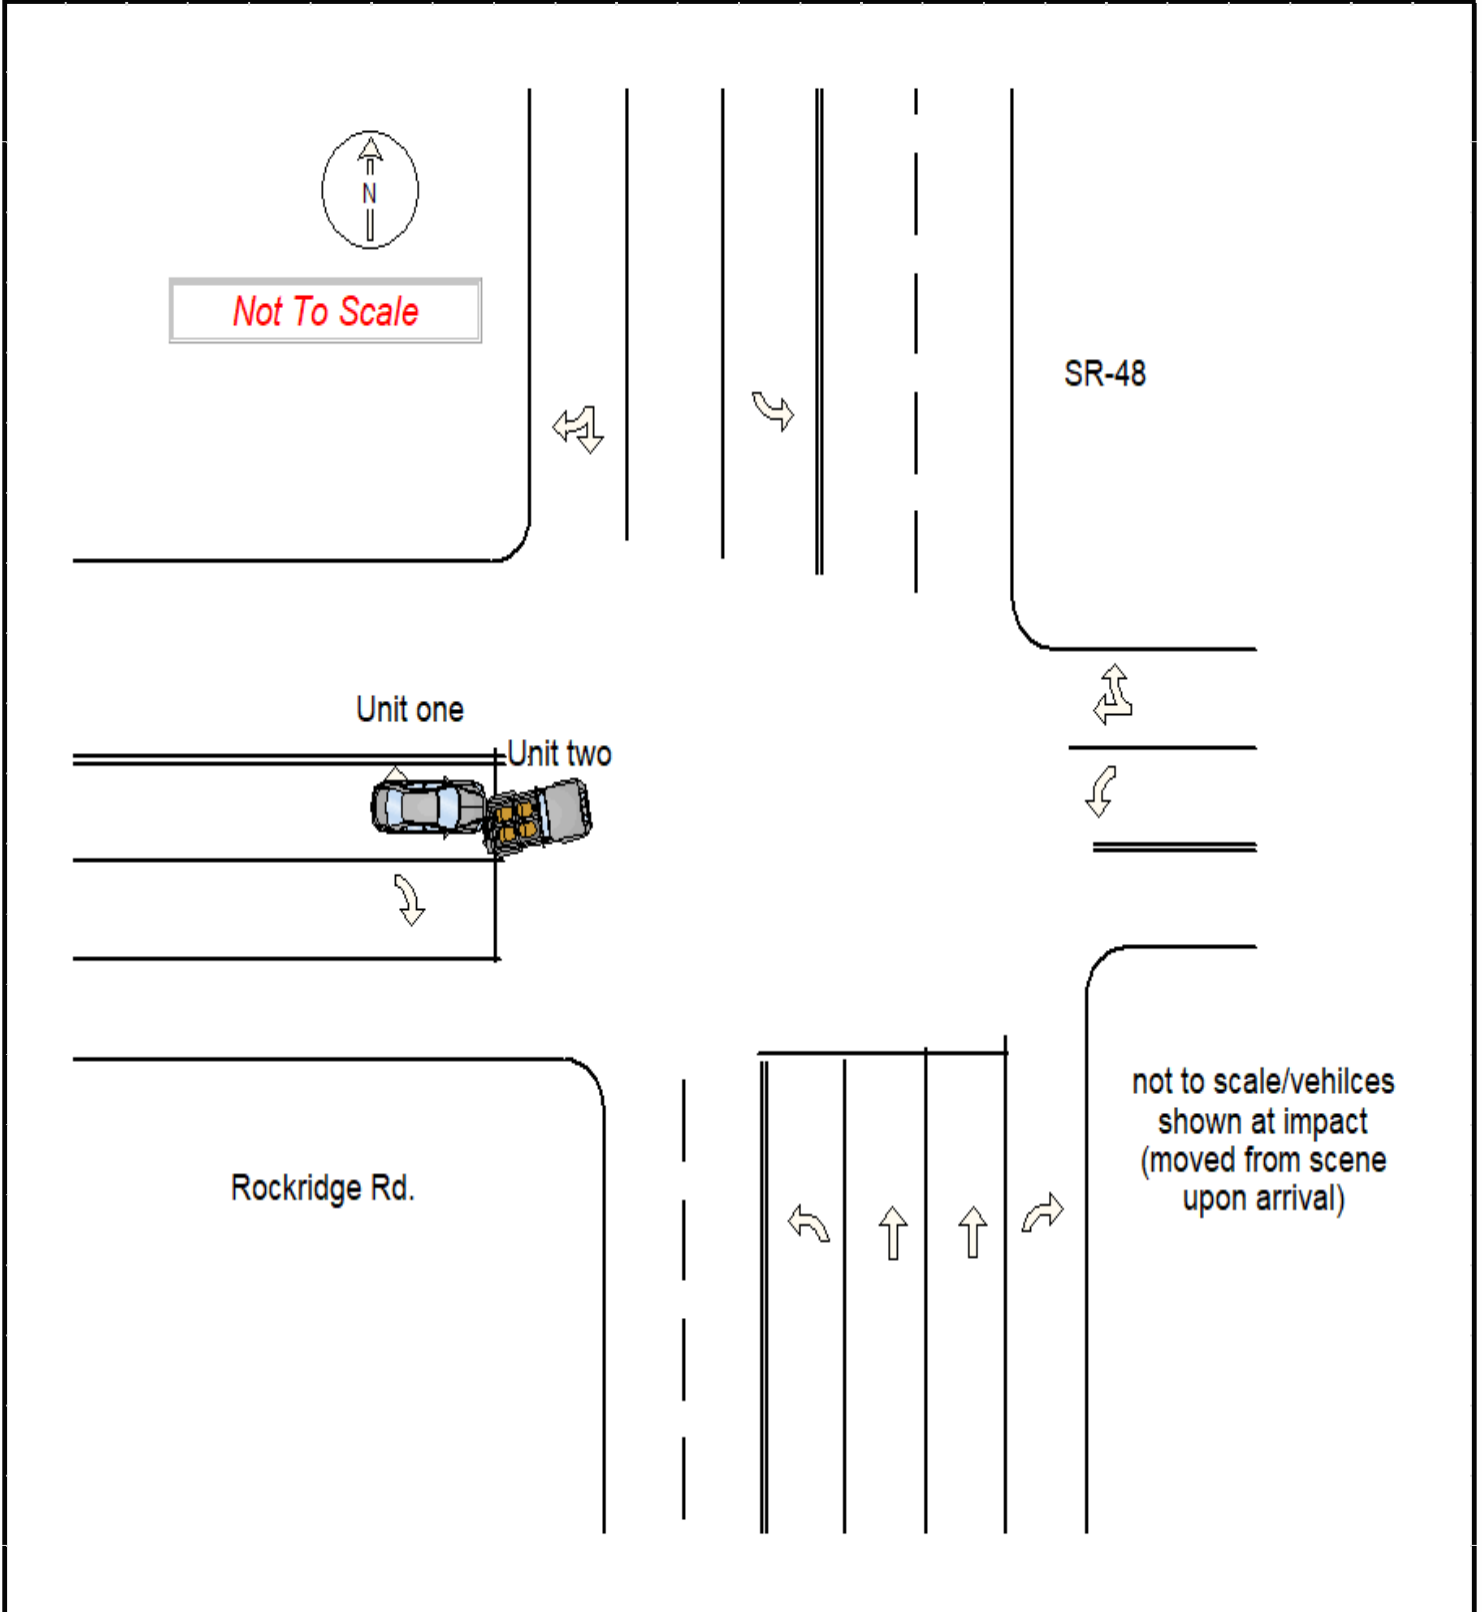 N
Not To Scale
SR-48
Unit one
Unit two
not to scale/vehilces
shown at impact
(moved from scene
upon arrival)
Rockridge Rd.